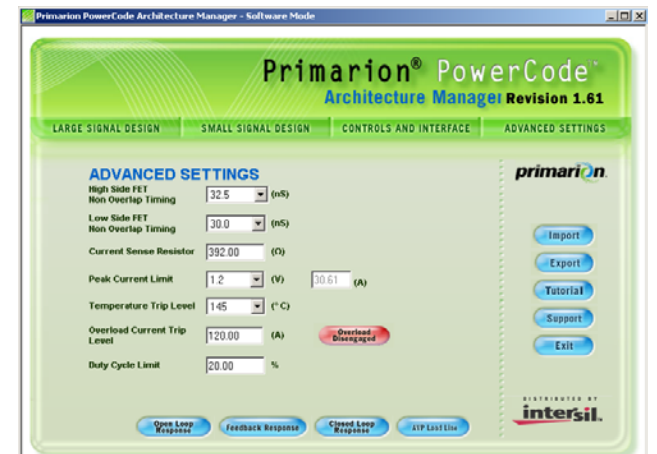 Primarion PowerCode Architecture Manager - Software Mode
Primarion® PowerCode™
Architecture Manager Revision 1.61
LARGE SIGNAL DESIGN SMALL SIGNAL DESIGN CONTROLS AND INTERFACE ADVANCED SETTINGS
ADVANCED SETTINGS
primarion.
High Side FET
Non Overlap Timing 32.5 (nS)
Low Side FET
Non Overlap Timing 30.0 (nS)
Current Sense Resistor 392.00 (Ω)
Peak Current Limit 1.2 (V) 30.61 (A)
Temperature Trip Level 145 (°C)
Overload Current Trip
Level 120.00 (A)
Overload
Disengaged
Duty Cycle Limit 20.00 %
Import
Export
Tutorial
Support
Exit
DISTRIBUTED BY
intersil.
Open Loop
Response
Feedback Response
Closed Loop
Response
AVP Load Line